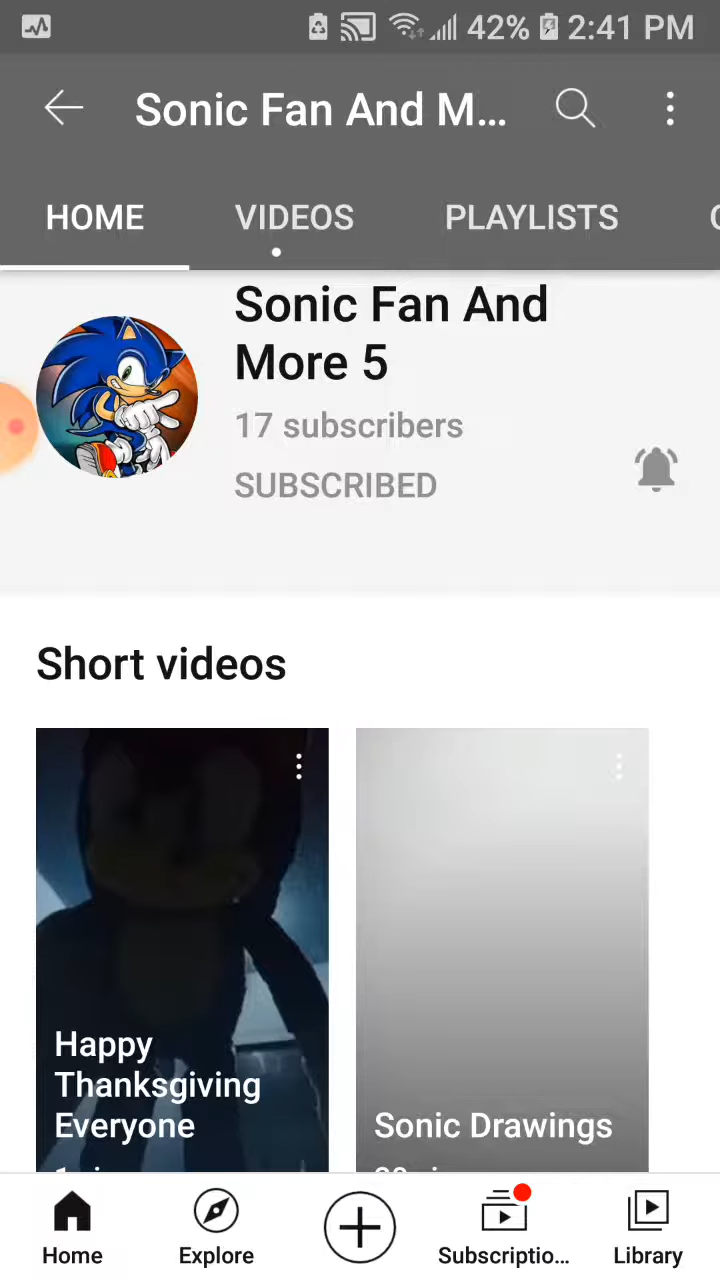 42% 2:41 PM
Sonic Fan And M...
HOME VIDEOS PLAYLISTS
Sonic Fan And
More 5
17 subscribers
SUBSCRIBED
Short videos
Happy
Thanksgiving
Everyone
Sonic Drawings
Home Explore Subscriptio... Library